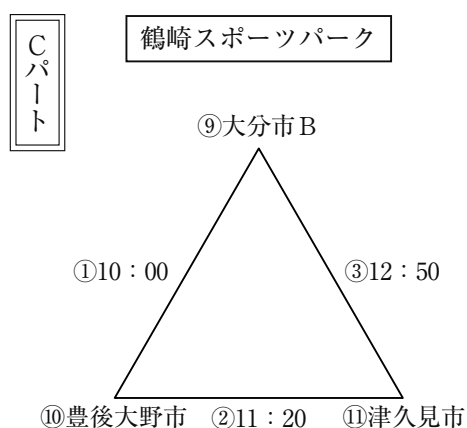 Cパート
鶴崎スポーツパーク
⑨大分市B
①10：00
③12：50
⑩豊後大野市
②11：20
⑪津久見市